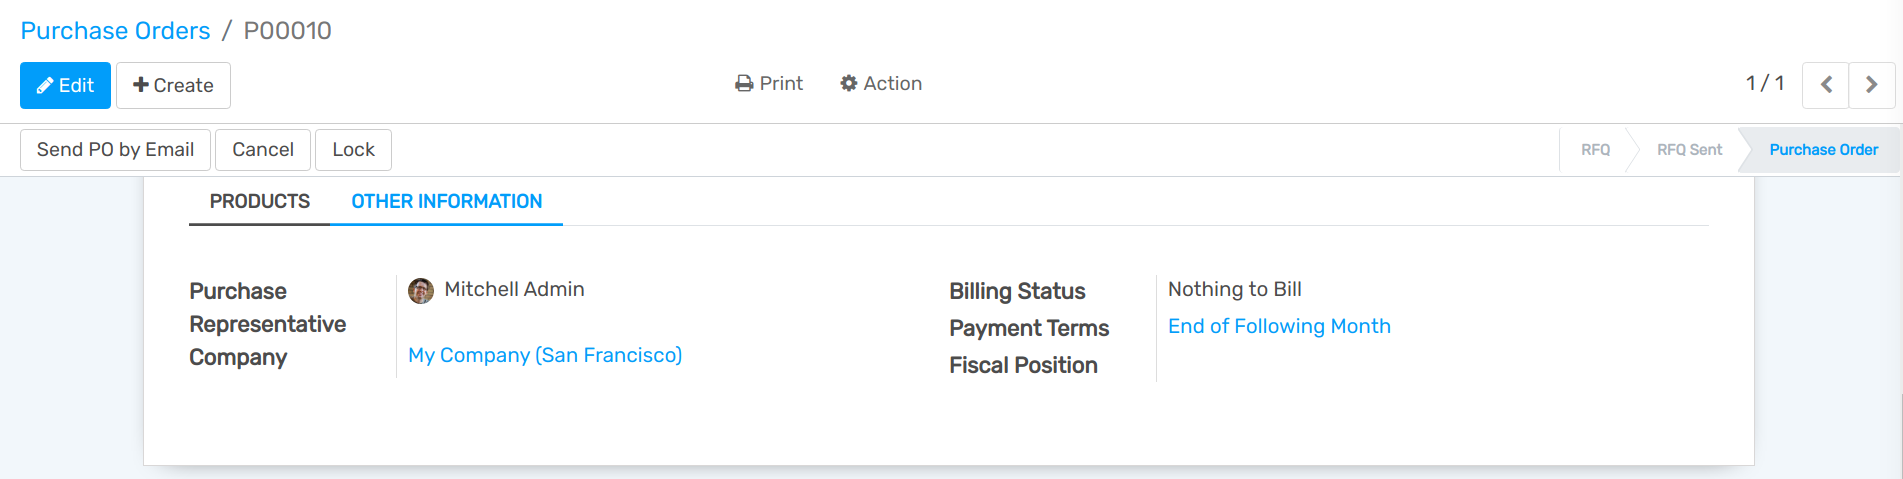 Purchase Orders / P00010
Edit
Create
Print
Action
1 / 1
Send PO by Email
Cancel
Lock
RFQ
RFQ Sent
Purchase Order
PRODUCTS
OTHER INFORMATION
Purchase
Representative
Mitchell Admin
Company
My Company (San Francisco)
Billing Status
Nothing to Bill
Payment Terms
End of Following Month
Fiscal Position